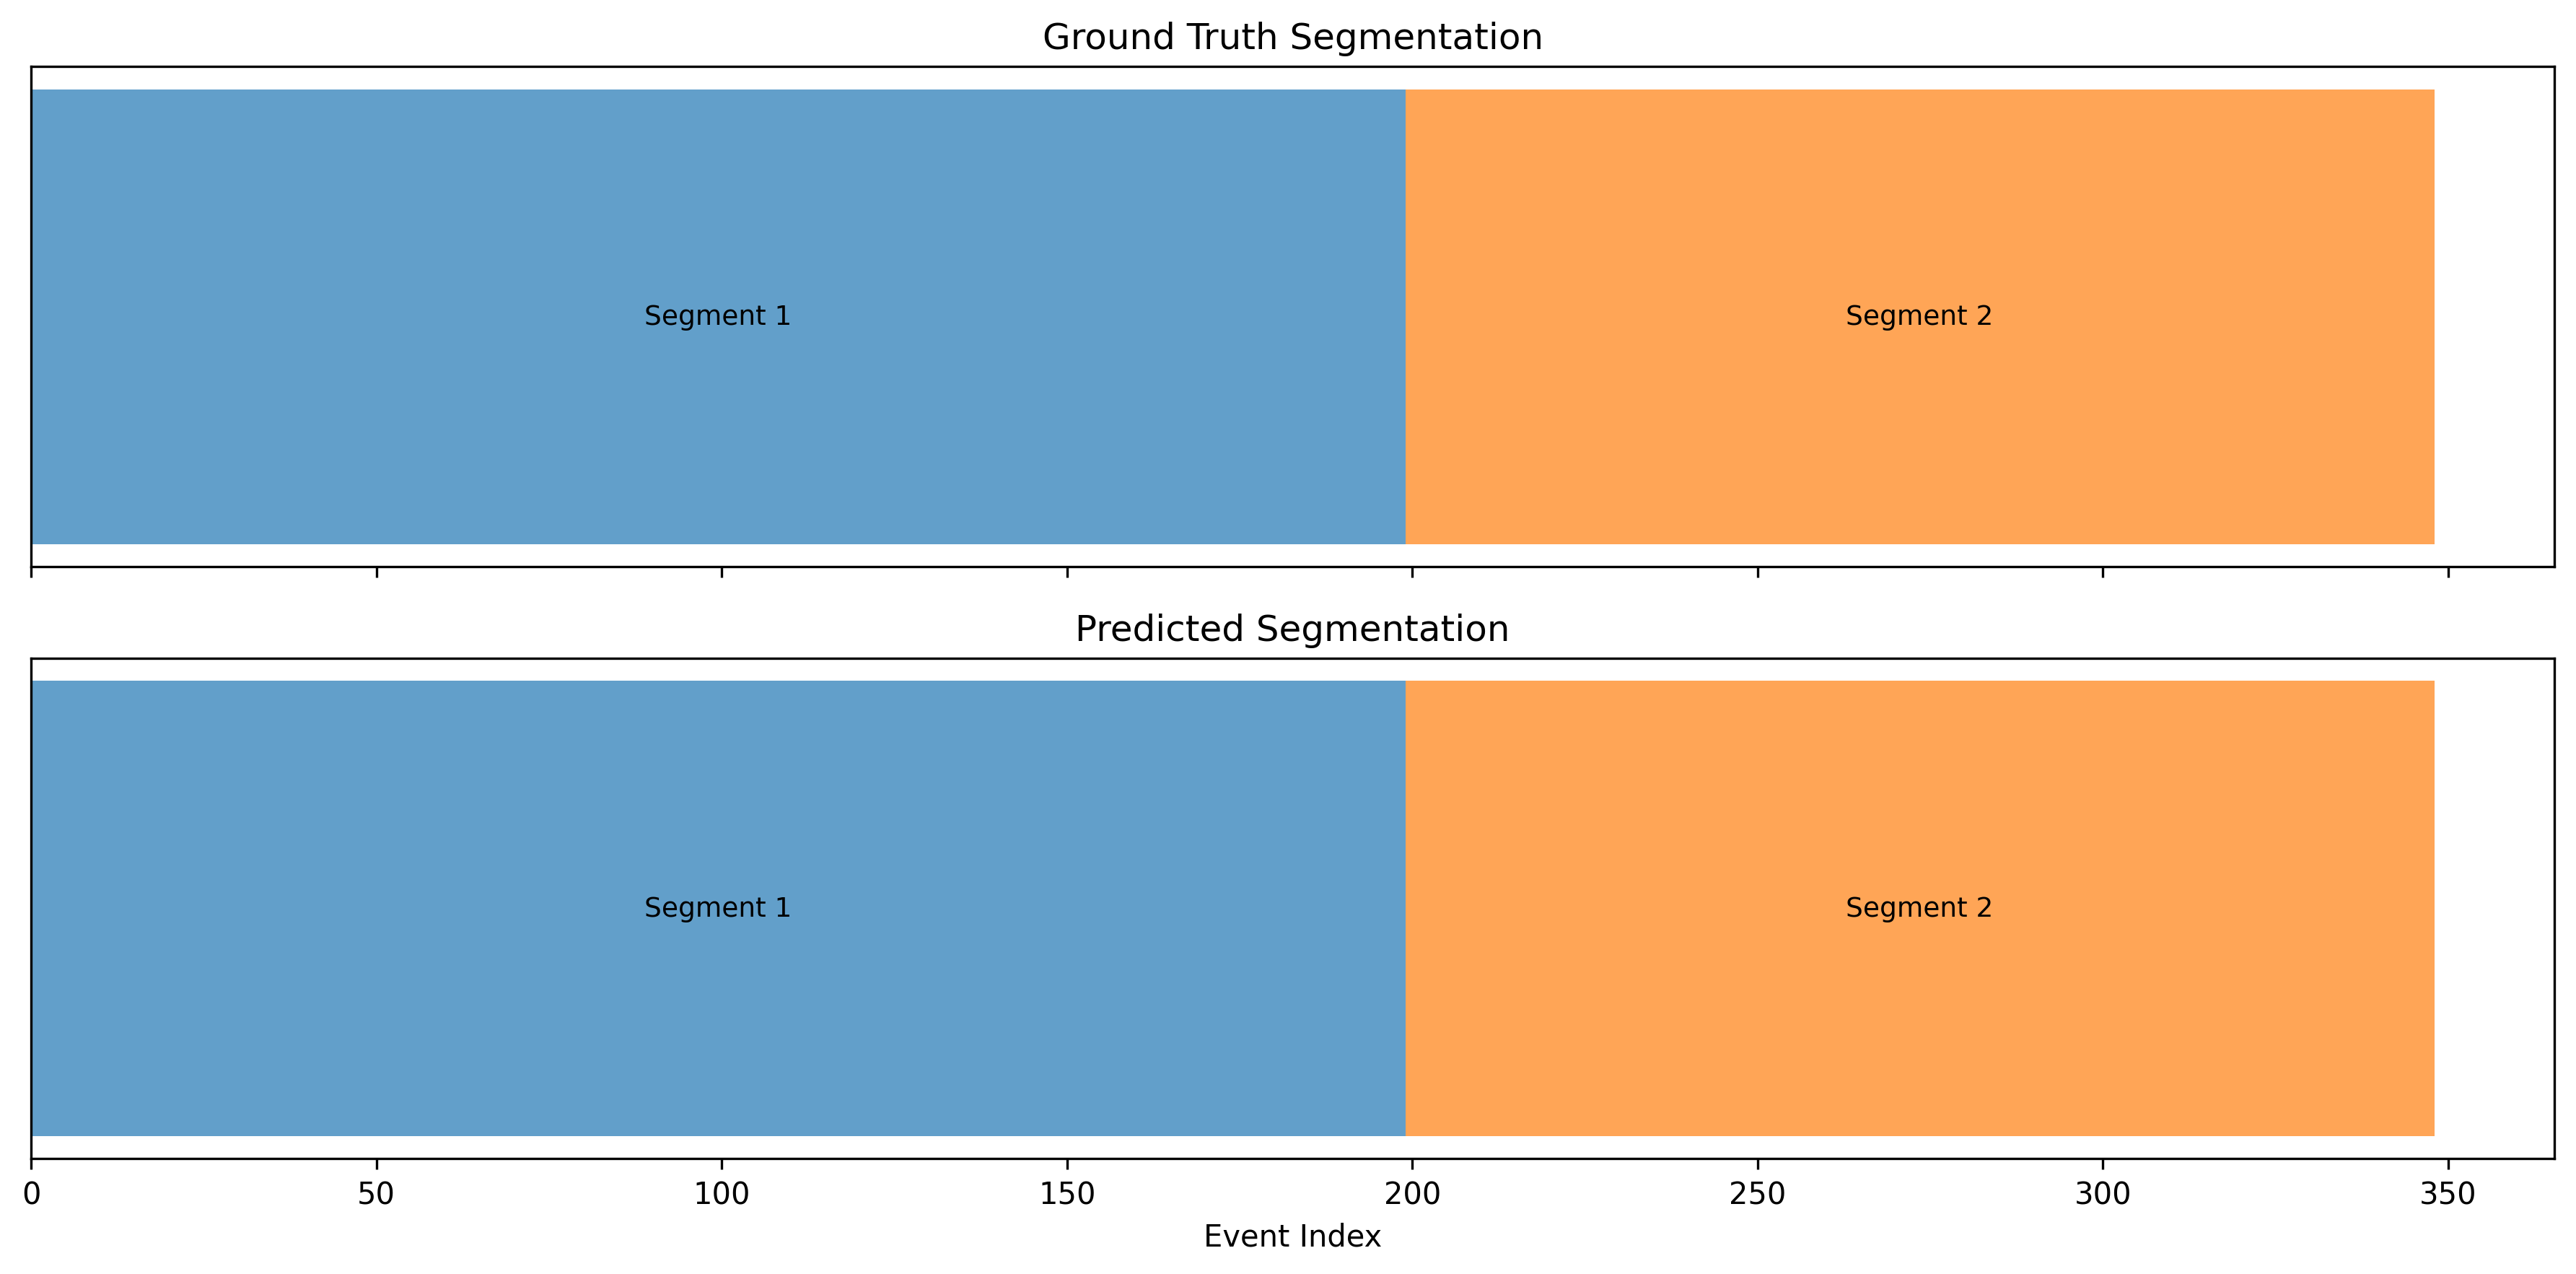 Ground Truth Segmentation
Segment 1 Segment 2
Predicted Segmentation
Segment 1 Segment 2
0 50 100 150 200 250 300 350
Event Index